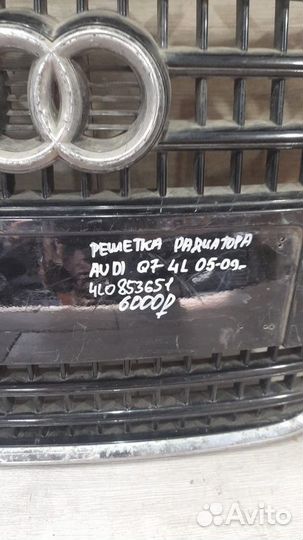 РЕШЕТКА РАДИАТОРА
AUDI Q7 4L 05-09-
4L0853651
6000₽
Avito